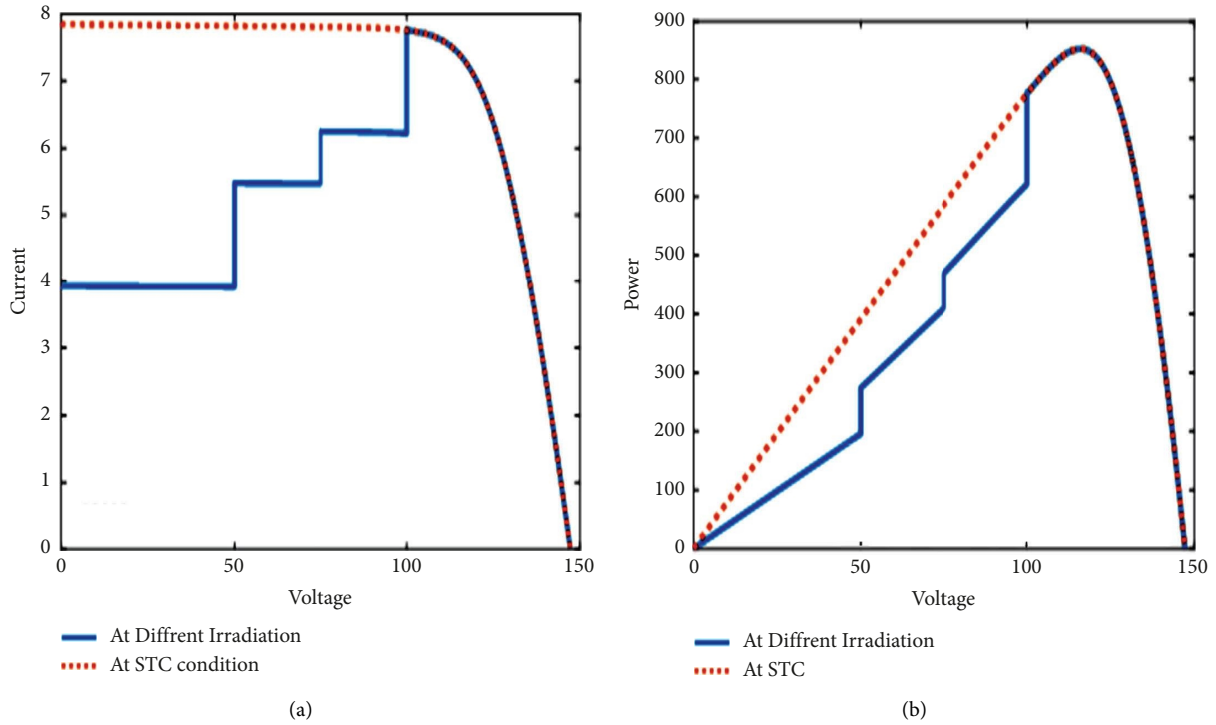 8
7
6
5
4
3
2
1
0
Current
0
50
100
150
Voltage
At Diffrent Irradiation
At STC condition
(a)
900
800
700
600
500
400
300
200
100
0
Power
0
50
100
150
Voltage
At Diffrent Irradiation
At STC
(b)